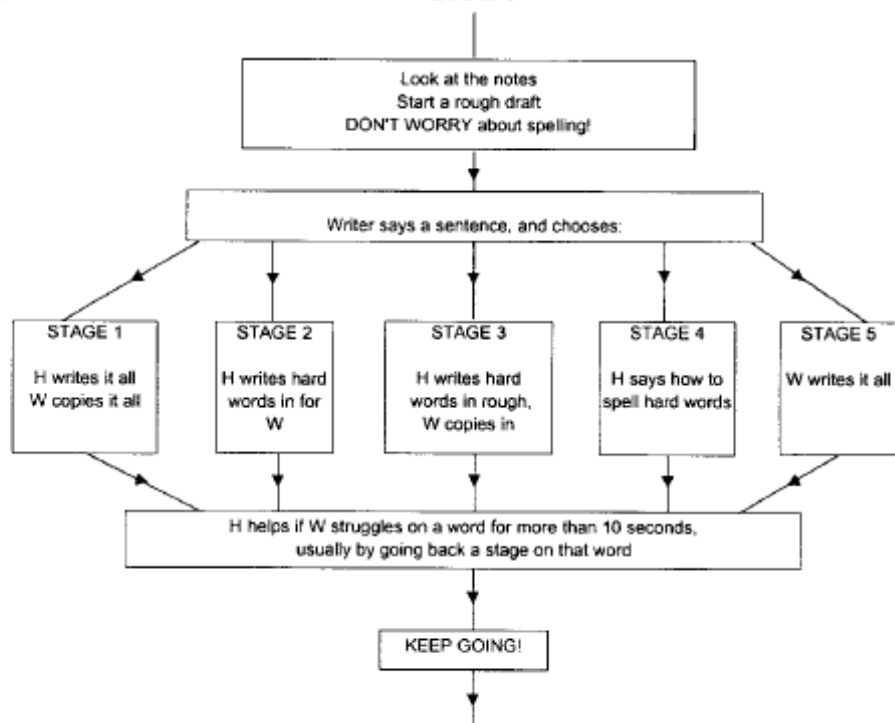 Look at the notes
Start a rough draft
DON'T WORRY about spelling!
Writer says a sentence, and chooses:
STAGE 1
H writes it all
W copies it all
STAGE 2
H writes hard
words in for
W
STAGE 3
H writes hard
words in rough,
W copies in
STAGE 4
H says how to
spell hard words
STAGE 5
W writes it all
H helps if W struggles on a word for more than 10 seconds,
usually by going back a stage on that word
KEEP GOING!